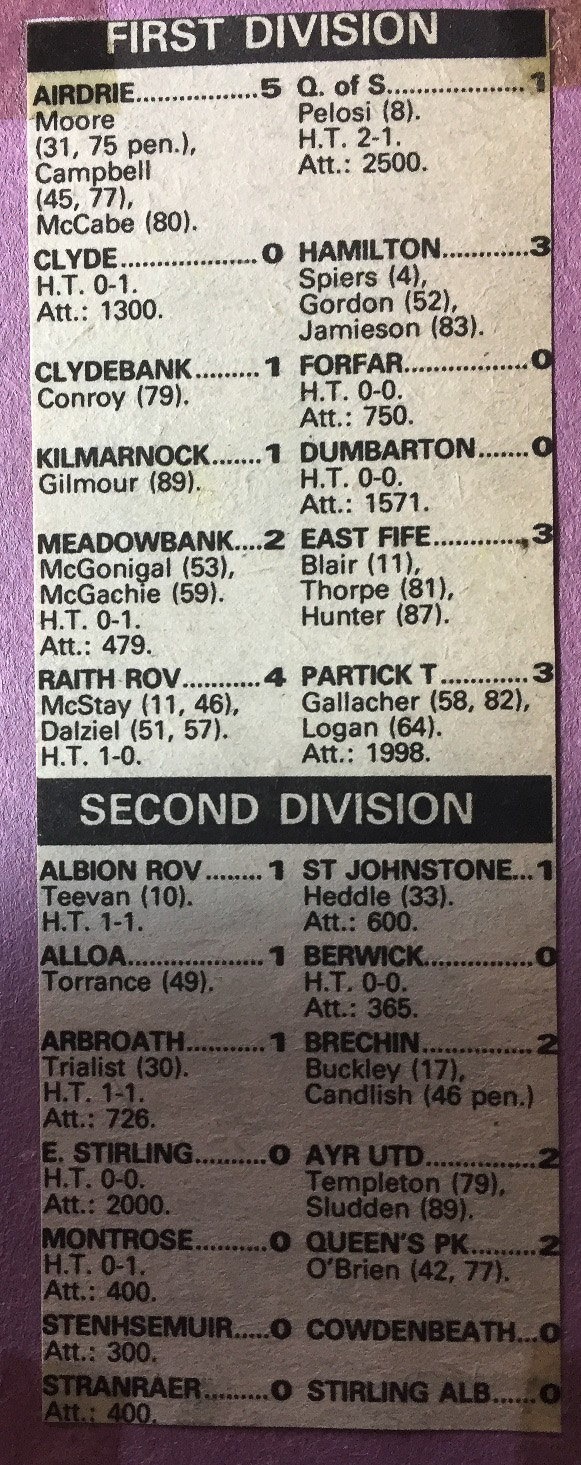 FIRST DIVISION
AIRDRIE.................5 Q. of S....................1
Moore
(31, 75 pen.),
Campbell
(45, 77),
McCabe (80).
Pelosi (8).
H.T. 2-1.
Att.: 2500.
CLYDE....................0 HAMILTON............3
H.T. 0-1.
Att.: 1300.
Spiers (4),
Gordon (52),
Jamieson (83).
CLYDEBANK.........1 FORFAR.................0
Conroy (79).
H.T. 0-0.
Att.: 750.
KILMARNOCK.......1 DUMBARTON.......0
Gilmour (89).
H.T. 0-0.
Att.: 1571.
MEADOWBANK....2 EAST FIFE.............3
McGonigal (53),
McGachie (59).
H.T. 0-1.
Att.: 479.
Blair (11),
Thorpe (81),
Hunter (87).
RAITH ROV...........4 PARTICK T............3
McStay (11, 46),
Dalziel (51, 57).
H.T. 1-0.
Gallacher (58, 82),
Logan (64).
Att.: 1998.
SECOND DIVISION
ALBION ROV........1 ST JOHNSTONE...1
Teevan (10).
H.T. 1-1.
Heddle (33).
Att.: 600.
ALLOA...................1 BERWICK...............0
Torrance (49).
H.T. 0-0.
Att.: 365.
ARBROATH............1 BRECHIN................2
Trialist (30).
H.T. 1-1.
Att.: 726.
Buckley (17),
Candlish (46 pen.)
E. STIRLING..........0 AYR UTD................2
H.T. 0-0.
Att.: 2000.
Templeton (79),
Sludden (89).
MONTROSE..........0 QUEEN'S PK.........2
H.T. 0-1.
Att.: 400.
O'Brien (42, 77).
STENHSEMUIR.....0 COWDENBEATH...0
Att.: 300.
STRANRAER.........0 STIRLING ALB......0
Att.: 400.